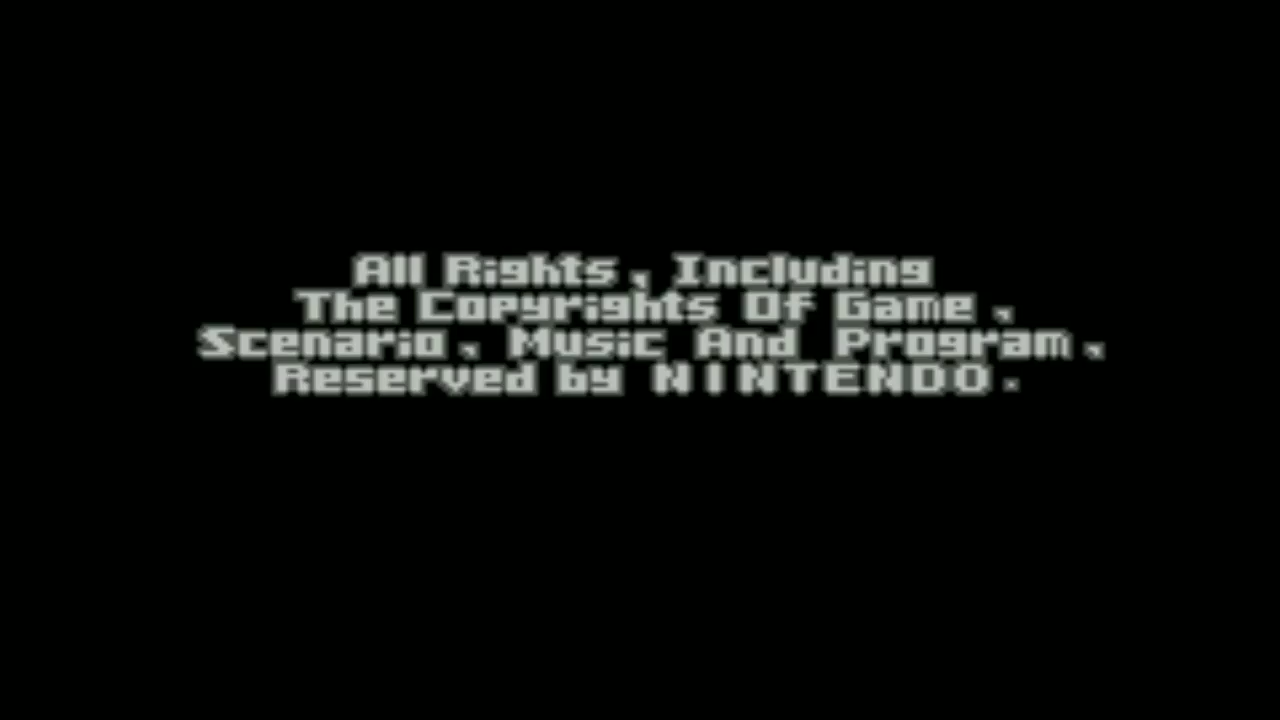 All Rights, Including
The Copyrights Of Game,
Scenario, Music And Program,
Reserved by NINTENDO.